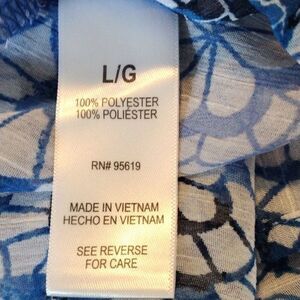 L/G
100% POLYESTER
100% POLIÉSTER
RN# 95619
MADE IN VIETNAM
HECHO EN VIETNAM
SEE REVERSE
FOR CARE